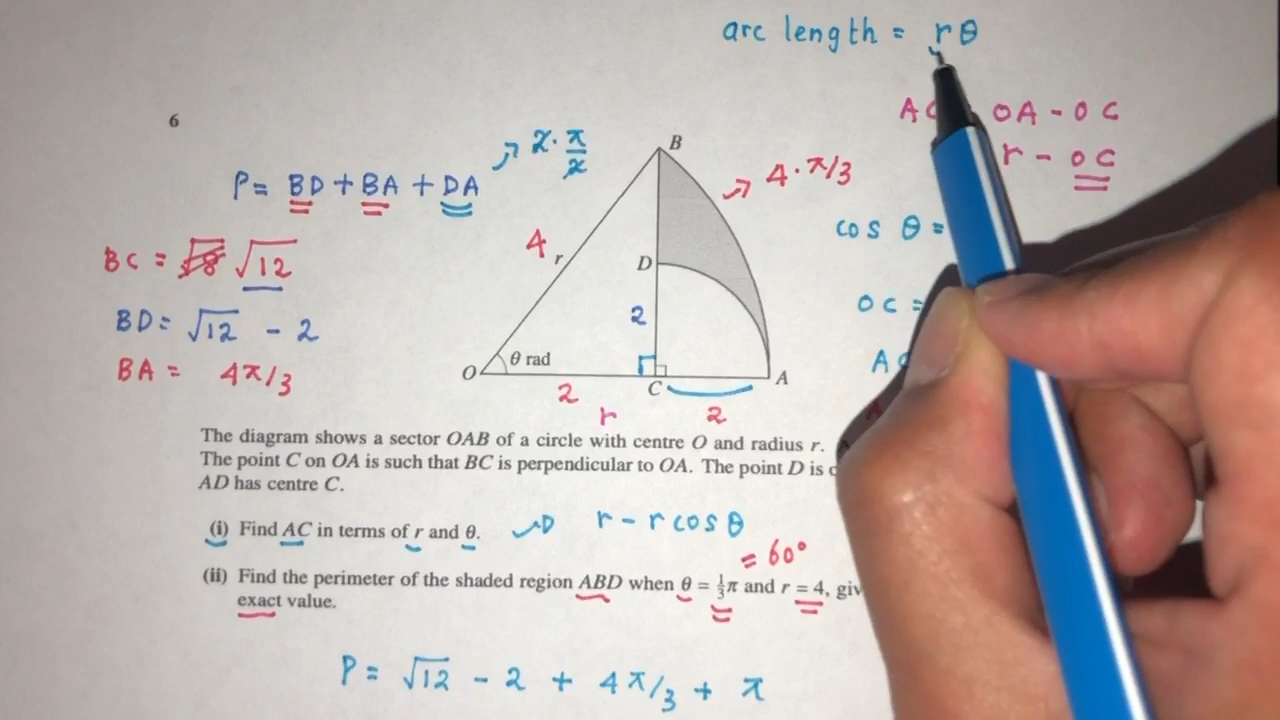 arc length = rθ
6
AC OA - OC
r - OC
2 · π/2
4 · π/3
P = BD + BA + DA
cos θ =
BC = √12
BD = √12 - 2
BA = 4π/3
OC =
A
B
4 r
D
2
θ rad
O
C
A
2
r
2
The diagram shows a sector OAB of a circle with centre O and radius r.
The point C on OA is such that BC is perpendicular to OA. The point D is
AD has centre C.
(i) Find AC in terms of r and θ. r - r cos θ
= 60°
(ii) Find the perimeter of the shaded region ABD when θ = ⅓π and r = 4, giv
exact value.
P = √12 - 2 + 4π/3 + π